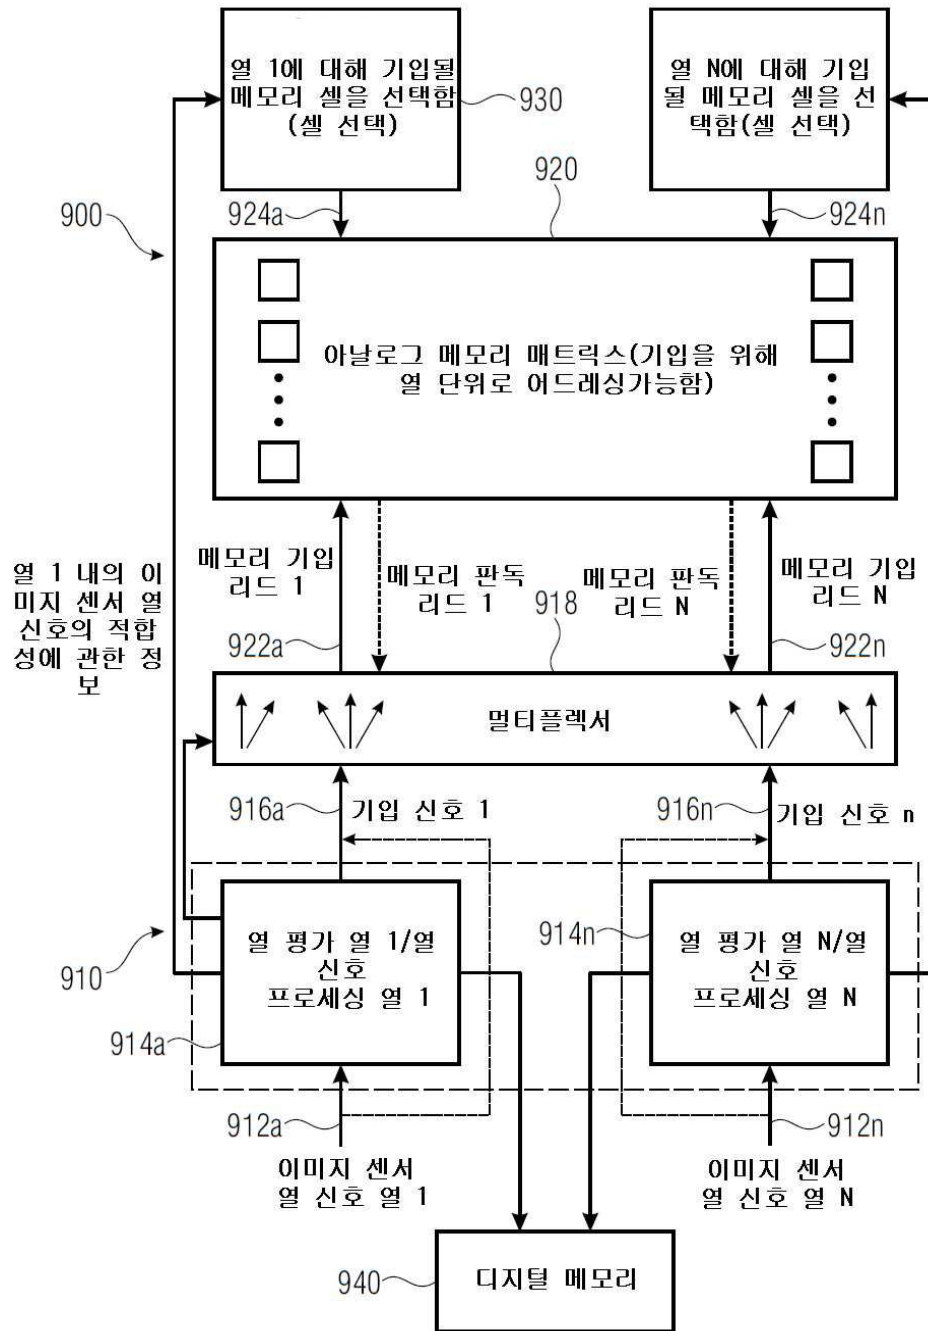 열 1에 대해 기입될
메모리 셀을 선택함
(셀 선택)
930
열 N에 대해 기입
될 메모리 셀을 선
택함(셀 선택)
920
924a
924n
900
아날로그 메모리 매트릭스(기입을 위해
열 단위로 어드레싱가능함)
열 1 내의 이
미지 센서 열
신호의 적합
성에 관한 정
보
메모리 기입
리드 1
메모리 판독
리드 1
918
메모리 판독
리드 N
메모리 기입
리드 N
922a
922n
멀티플렉서
916a
기입 신호 1
916n
기입 신호 n
910
열 평가 열 1/열
신호
프로세싱 열 1
914a
914n
열 평가 열 N/열
신호
프로세싱 열 N
912a
912n
이미지 센서
열 신호 열 1
이미지 센서
열 신호 열 N
940
디지털 메모리